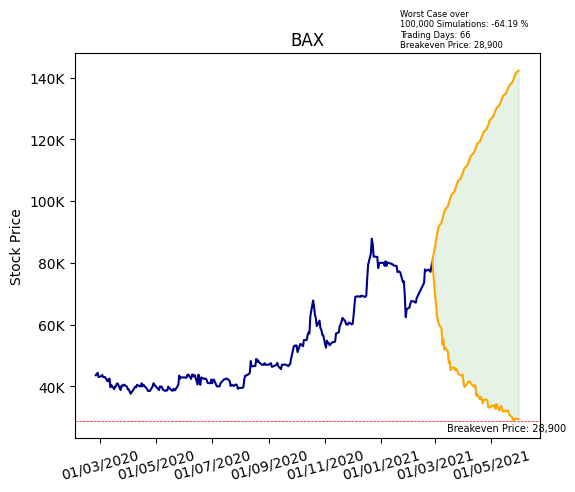 Worst Case over
100,000 Simulations: -64.19 %
Trading Days: 66
Breakeven Price: 28,900
BAX
Stock Price
140K
120K
100K
80K
60K
40K
Breakeven Price: 28,900
01/03/2020
01/05/2020
01/07/2020
01/09/2020
01/11/2020
01/01/2021
01/03/2021
01/05/2021